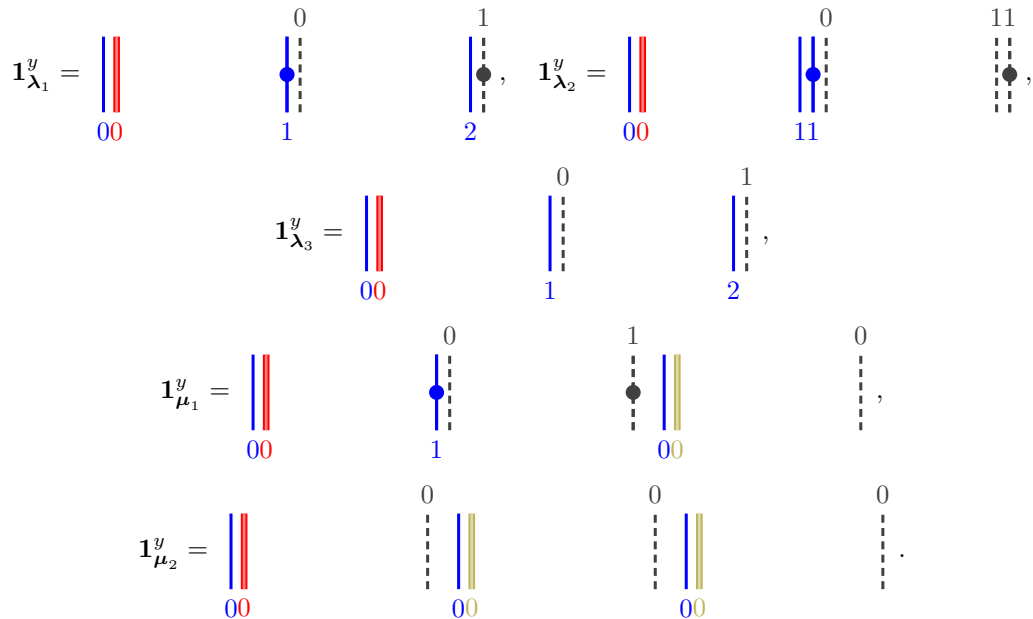 0 1 0 11
1^y_{λ_1} = , 1^y_{λ_2} = ,
00 1 2 00 11
0 1
1^y_{λ_3} = ,
00 1 2
0 1 0
1^y_{μ_1} = ,
00 1 00
0 0 0
1^y_{μ_2} = .
00 00 00